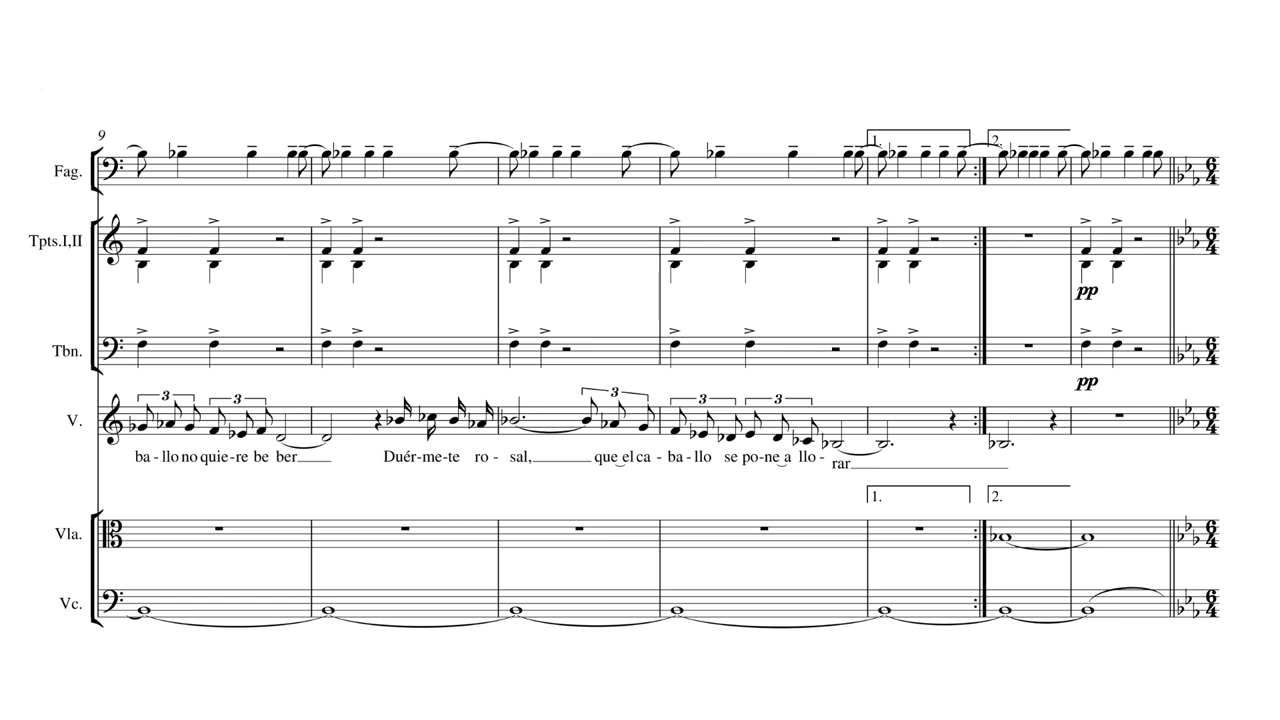 9
1. 2.
Fag.
6
4
Tpts.I,II
6
4
pp
Tbn.
6
4
pp
3 3 3 3 3
V.
6
4
ba - llo no quie - re be ber Duér-me-te ro - sal, que el ca - ba - llo se po-ne a llo - rar
1. 2.
Vla.
6
4
Vc.
6
4